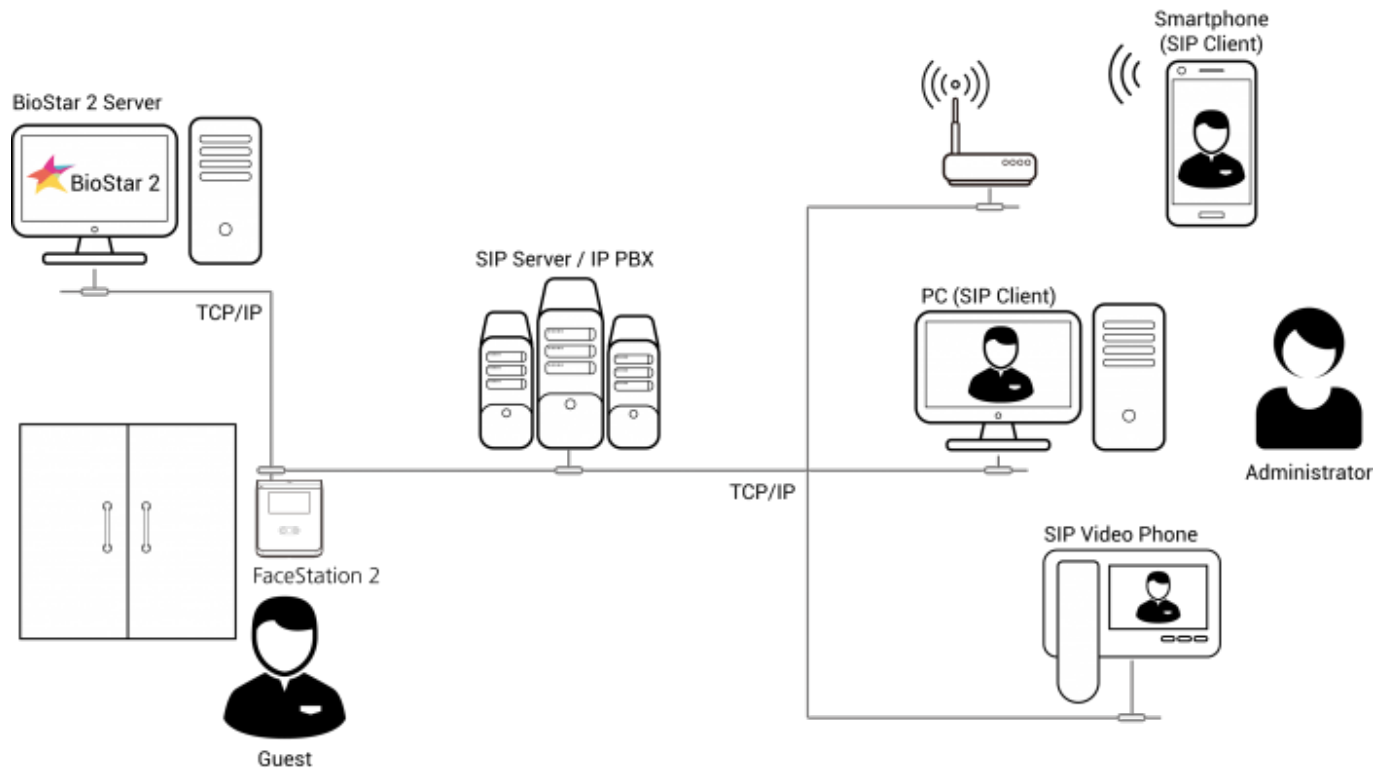 Smartphone
(SIP Client)
BioStar 2 Server
BioStar 2
SIP Server / IP PBX
PC (SIP Client)
TCP/IP
TCP/IP
Administrator
SIP Video Phone
FaceStation 2
Guest